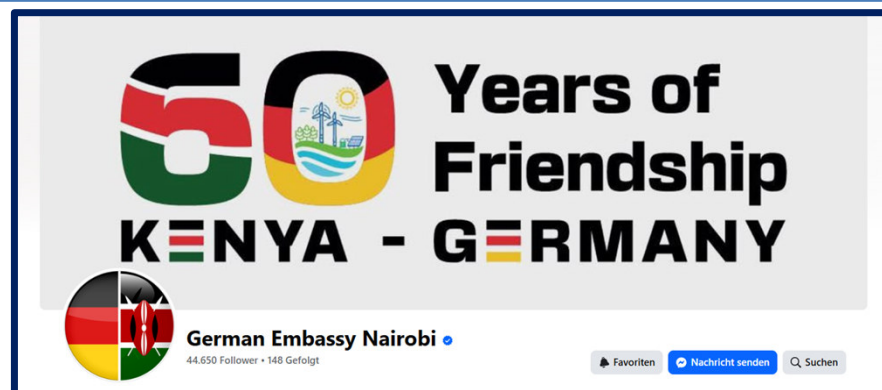 60 Years of
Friendship
KENYA - GERMANY
German Embassy Nairobi
44.650 Follower • 148 Gefolgt
Favoriten
Nachricht senden
Suchen